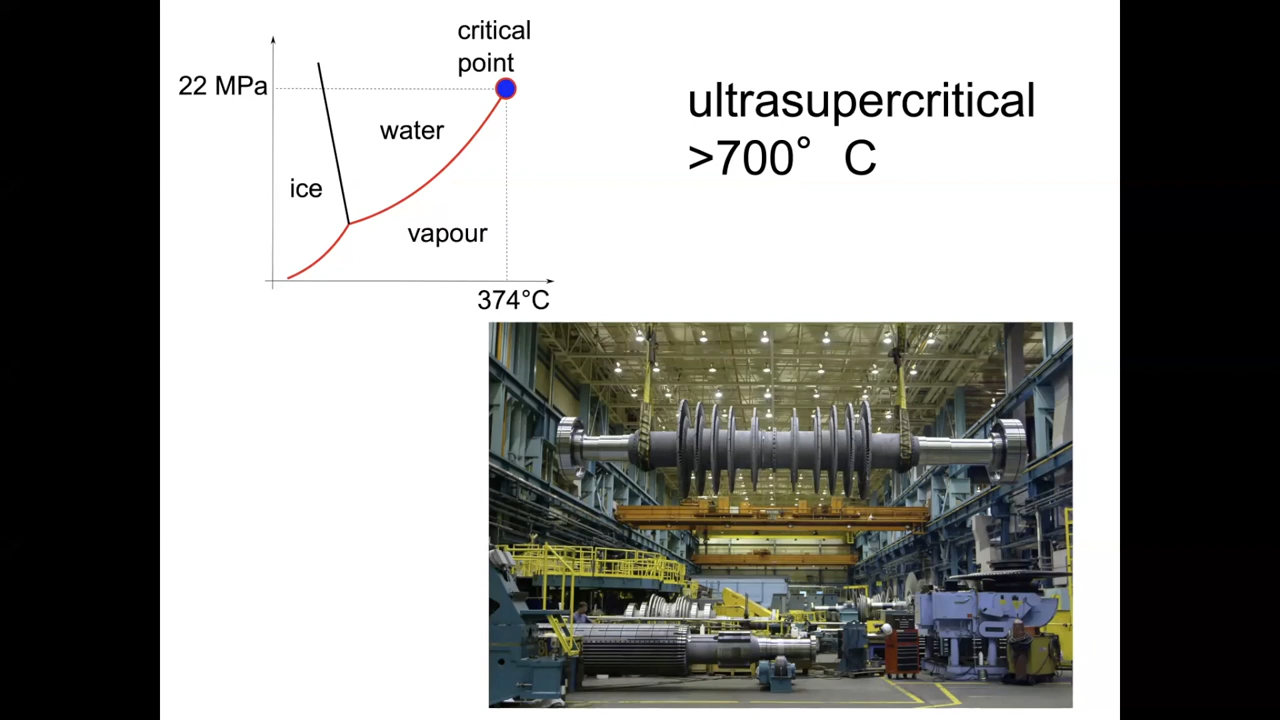 critical
point
22 MPa
water
ice
vapour
374°C
ultrasupercritical
>700° C